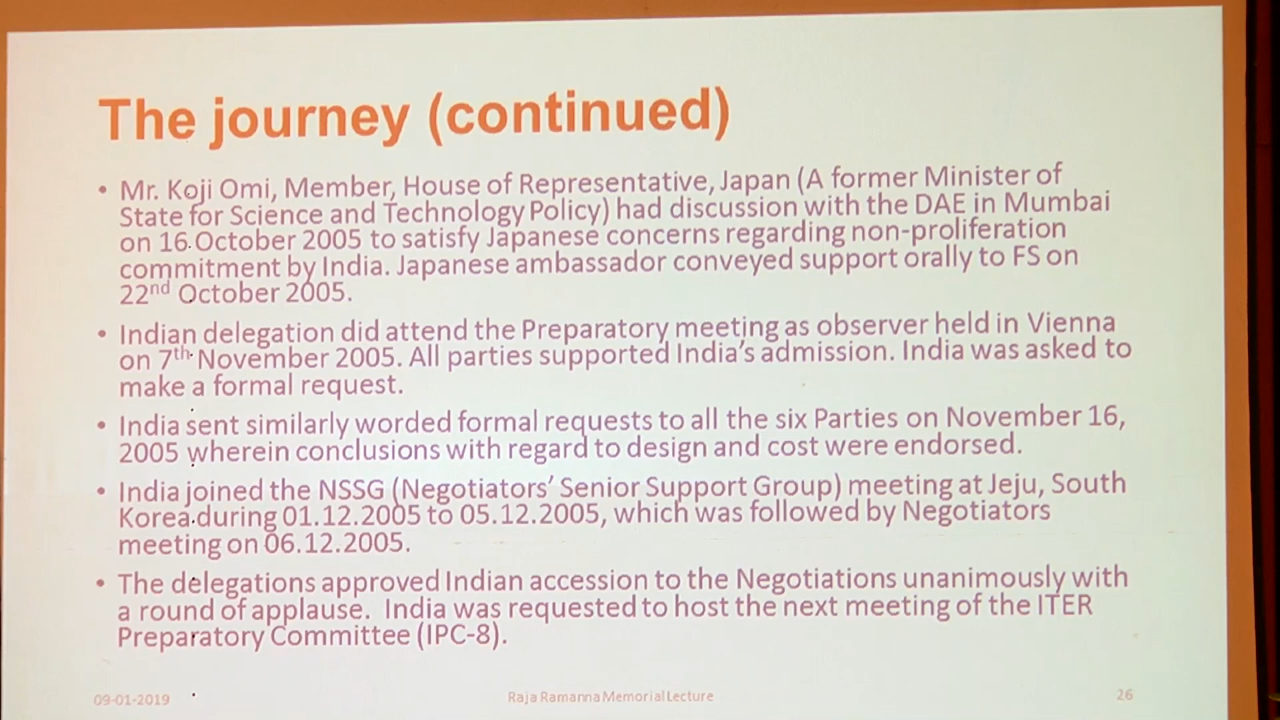 The journey (continued)
• Mr. Koji Omi, Member, House of Representative, Japan (A former Minister of
State for Science and Technology Policy) had discussion with the DAE in Mumbai
on 16 October 2005 to satisfy Japanese concerns regarding non-proliferation
commitment by India. Japanese ambassador conveyed support orally to FS on
22nd October 2005.
• Indian delegation did attend the Preparatory meeting as observer held in Vienna
on 7th November 2005. All parties supported India's admission. India was asked to
make a formal request.
• India sent similarly worded formal requests to all the six Parties on November 16,
2005 wherein conclusions with regard to design and cost were endorsed.
• India joined the NSSG (Negotiators' Senior Support Group) meeting at Jeju, South
Korea during 01.12.2005 to 05.12.2005, which was followed by Negotiators
meeting on 06.12.2005.
• The delegations approved Indian accession to the Negotiations unanimously with
a round of applause. India was requested to host the next meeting of the ITER
Preparatory Committee (IPC-8).
09-01-2019 Raja Ramanna Memorial Lecture 26